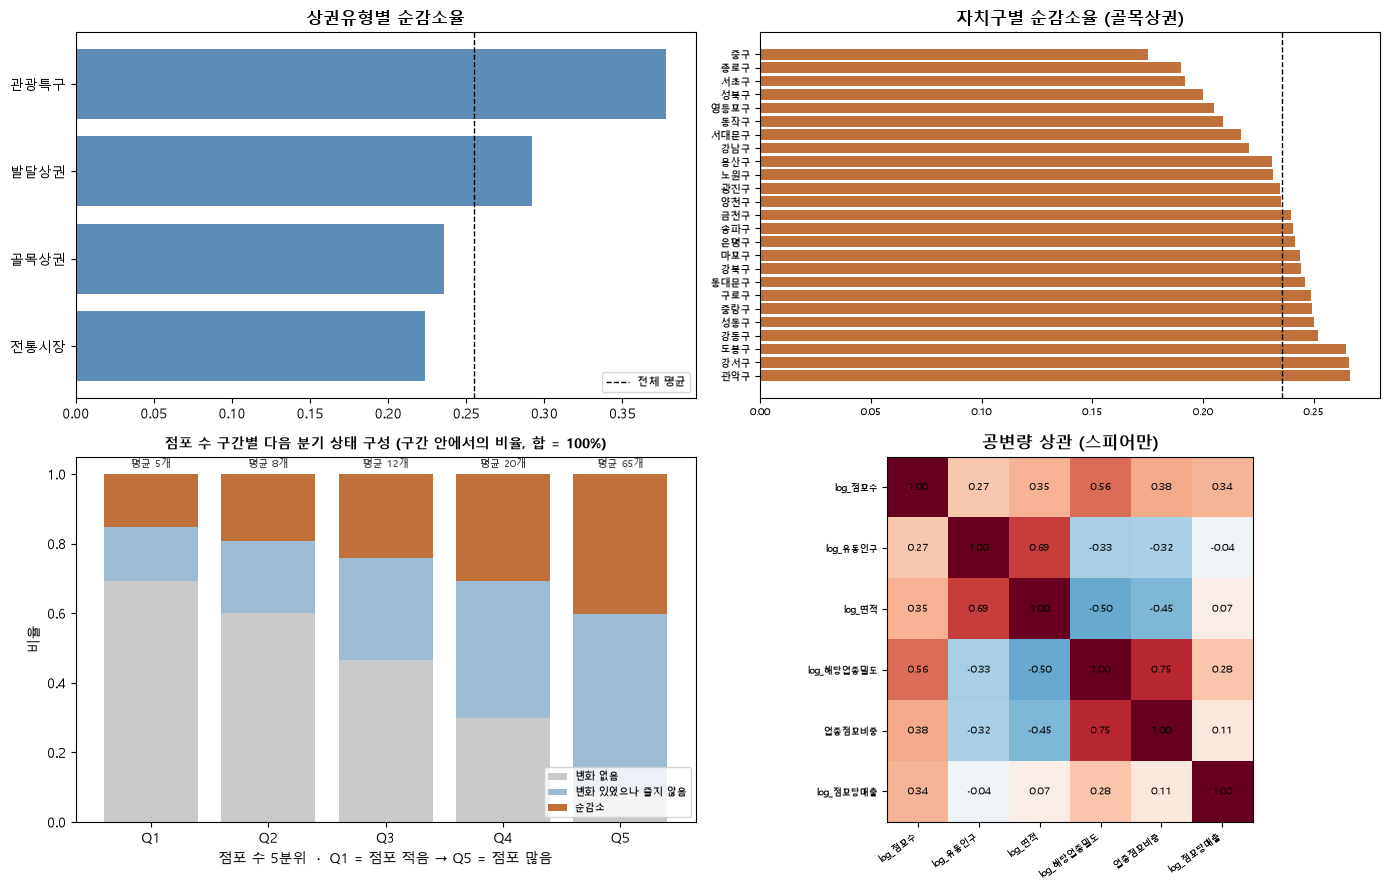 상권유형별 순감소율
관광특구
발달상권
골목상권
전통시장
전체 평균
0.00 0.05 0.10 0.15 0.20 0.25 0.30 0.35
자치구별 순감소율 (골목상권)
중구
종로구
서초구
성북구
영등포구
동작구
서대문구
강남구
용산구
노원구
광진구
양천구
금천구
송파구
은평구
마포구
강북구
동대문구
구로구
중랑구
성동구
강동구
도봉구
강서구
관악구
0.00 0.05 0.10 0.15 0.20 0.25
점포 수 구간별 다음 분기 상태 구성 (구간 안에서의 비율, 합 = 100%)
평균 5개 평균 8개 평균 12개 평균 20개 평균 65개
1.0
0.8
0.6
0.4
0.2
0.0
비율
변화 없음
변화 있었으나 줄지 않음
순감소
Q1 Q2 Q3 Q4 Q5
점포 수 5분위 · Q1 = 점포 적음 → Q5 = 점포 많음
공변량 상관 (스피어만)
log_점포수 1.00 0.27 0.35 0.56 0.38 0.34
log_유동인구 0.27 1.00 0.69 -0.33 -0.32 -0.04
log_면적 0.35 0.69 1.00 -0.50 -0.45 0.07
log_해당업종밀도 0.56 -0.33 -0.50 1.00 0.75 0.28
업종점포비중 0.38 -0.32 -0.45 0.75 1.00 0.11
log_점포당매출 0.34 -0.04 0.07 0.28 0.11 1.00
log_점포수 log_유동인구 log_면적 log_해당업종밀도 업종점포비중 log_점포당매출